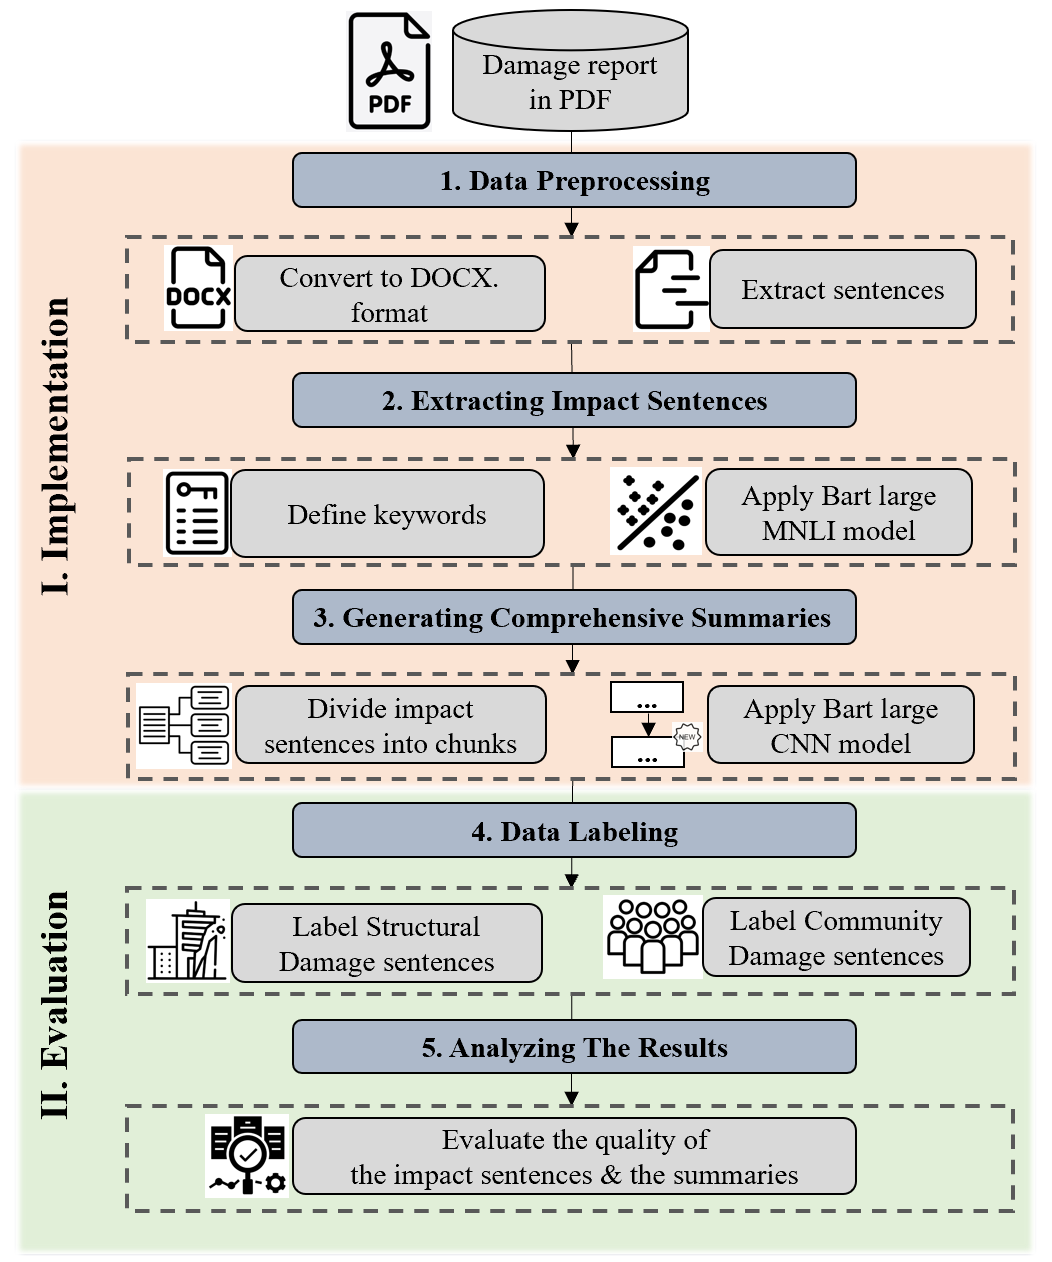 PDF
Damage report
in PDF
1. Data Preprocessing
DOCX
Convert to DOCX.
format
Extract sentences
I. Implementation
2. Extracting Impact Sentences
Define keywords
Apply Bart large
MNLI model
3. Generating Comprehensive Summaries
Divide impact
sentences into chunks
...
NEW
...
Apply Bart large
CNN model
4. Data Labeling
II. Evaluation
Label Structural
Damage sentences
Label Community
Damage sentences
5. Analyzing The Results
Evaluate the quality of
the impact sentences & the summaries